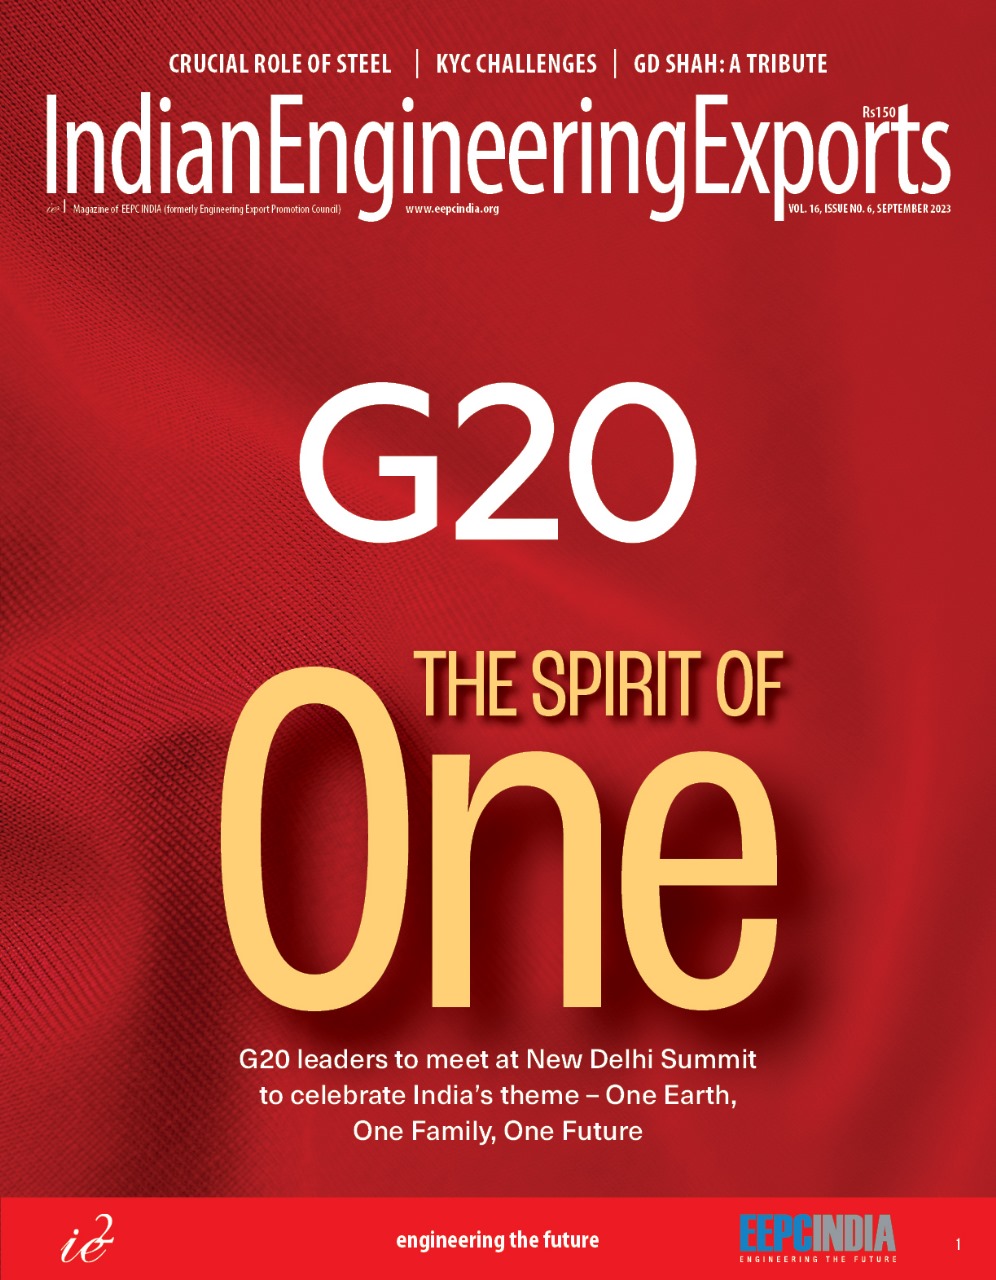 CRUCIAL ROLE OF STEEL | KYC CHALLENGES | GD SHAH: A TRIBUTE
Rs150
IndianEngineeringExports
ie2 | Magazine of EEPC INDIA (formerly Engineering Export Promotion Council) www.eepcindia.org VOL. 16, ISSUE NO. 6, SEPTEMBER 2023
G20
THE SPIRIT OF
One
G20 leaders to meet at New Delhi Summit
to celebrate India's theme – One Earth,
One Family, One Future
ie2 engineering the future EEPCINDIA 1
ENGINEERING THE FUTURE